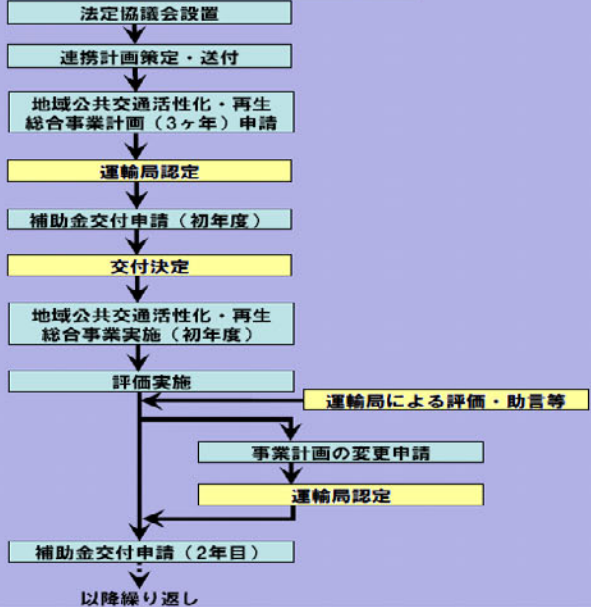 法定協議会設置
連携計画策定・送付
地域公共交通活性化・再生
総合事業計画（3ヶ年）申請
運輸局認定
補助金交付申請（初年度）
交付決定
地域公共交通活性化・再生
総合事業実施（初年度）
評価実施
運輸局による評価・助言等
事業計画の変更申請
運輸局認定
補助金交付申請（2年目）
以降繰り返し